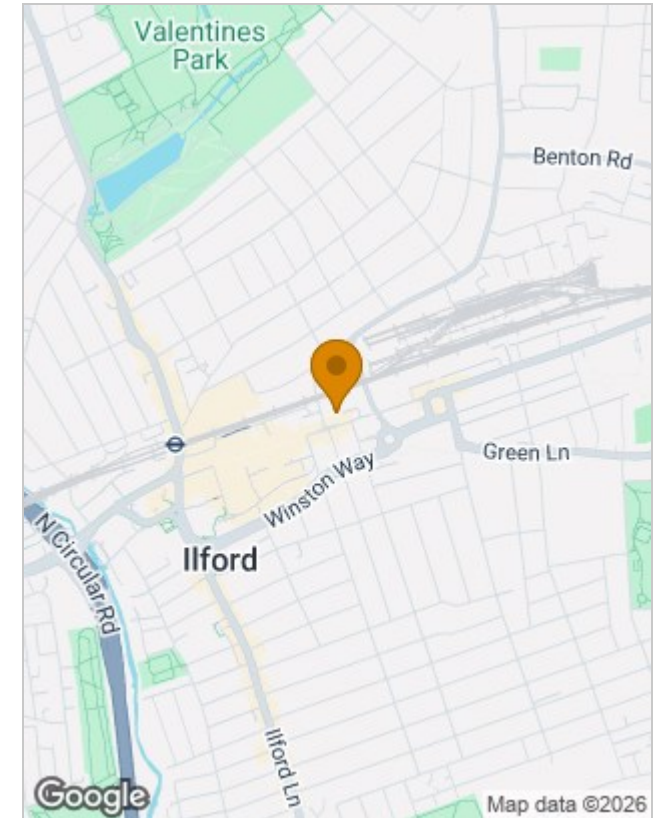 Valentines
Park
Benton Rd
Green Ln
Winston Way
N Circular Rd
Ilford
Ilford Ln
Google
Map data ©2026